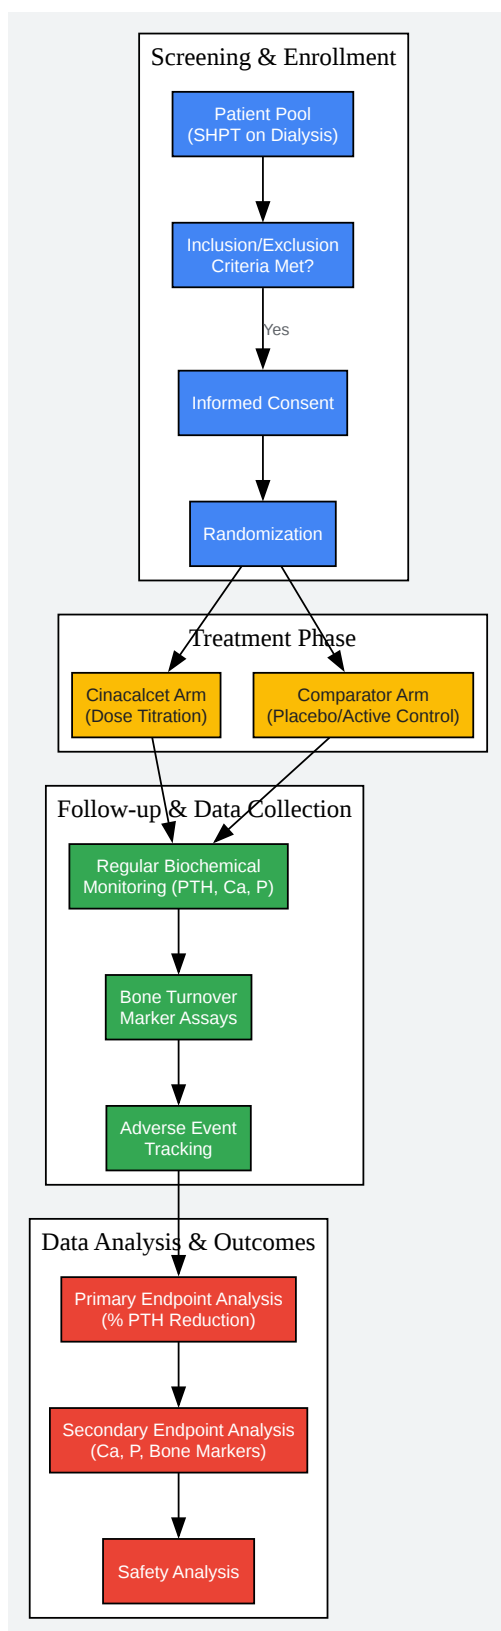 Screening & Enrollment
Patient Pool
(SHPT on Dialysis)
Inclusion/Exclusion
Criteria Met?
Yes
Informed Consent
Randomization
Treatment Phase
Cinacalcet Arm
(Dose Titration)
Comparator Arm
(Placebo/Active Control)
Follow-up & Data Collection
Regular Biochemical
Monitoring (PTH, Ca, P)
Bone Turnover
Marker Assays
Adverse Event
Tracking
Data Analysis & Outcomes
Primary Endpoint Analysis
(% PTH Reduction)
Secondary Endpoint Analysis
(Ca, P, Bone Markers)
Safety Analysis